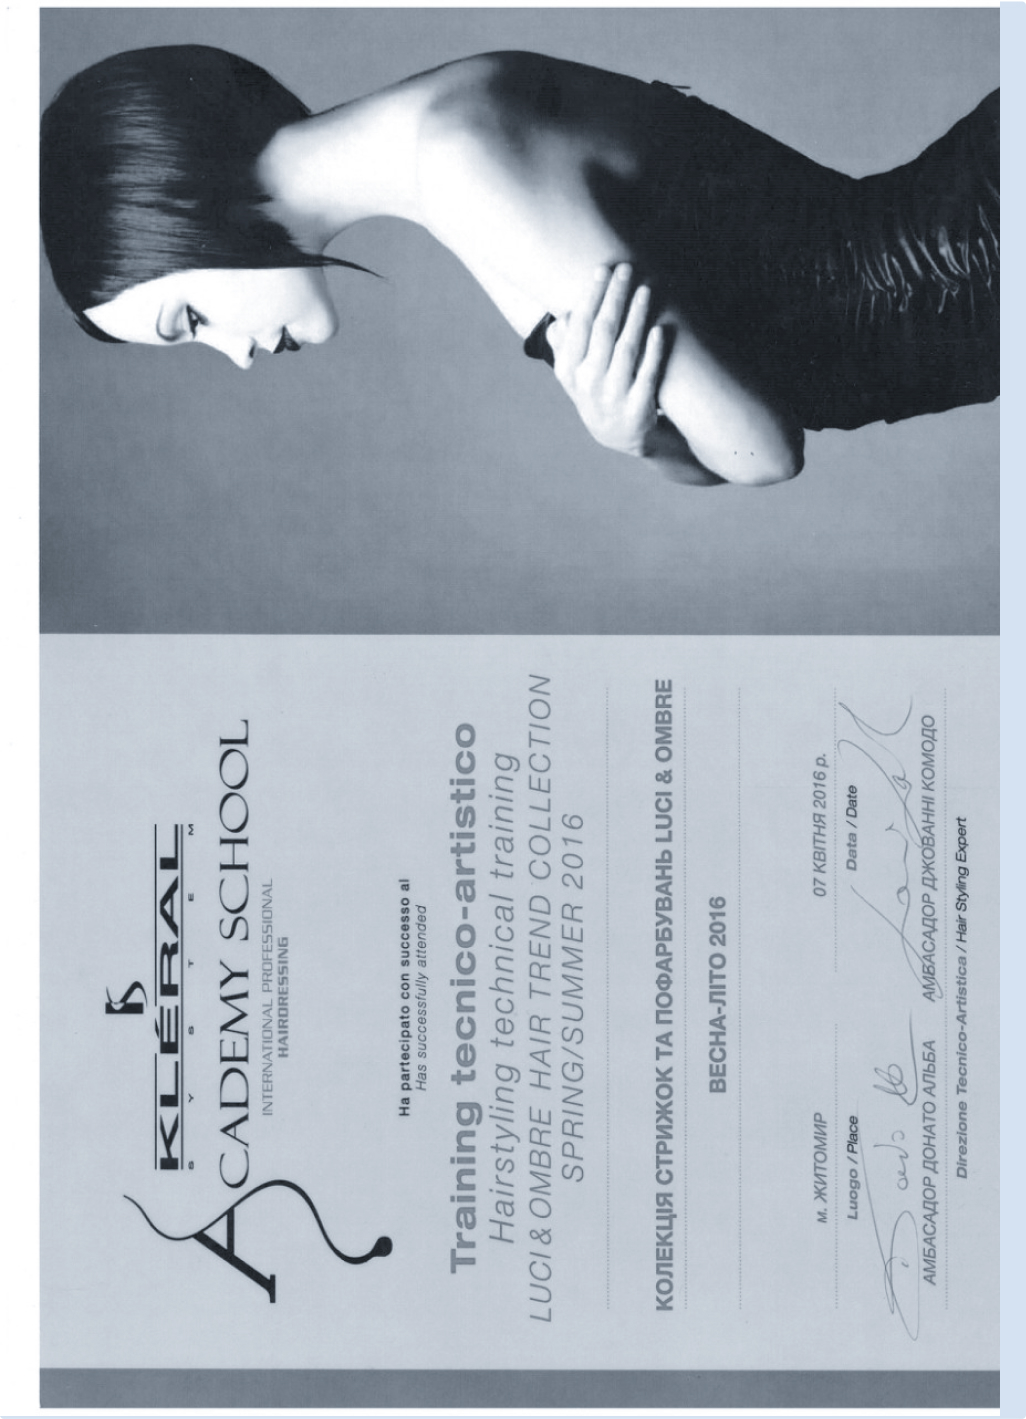 KLÉRAL
SYSTEM
ACADEMY SCHOOL
INTERNATIONAL PROFESSIONAL
HAIRDRESSING
Ha partecipato con successo al
Has successfully attended
Training tecnico-artistico
Hairstyling technical training
LUCI & OMBRE HAIR TREND COLLECTION
SPRING/SUMMER 2016
КОЛЕКЦІЯ СТРИЖОК ТА ПОФАРБУВАНЬ LUCI & OMBRE
ВЕСНА-ЛІТО 2016
м. ЖИТОМИР 07 КВІТНЯ 2016 р.
Luogo / Place Data / Date
АМБАСАДОР ДОНАТО АЛЬБА АМБАСАДОР ДЖОВАННІ КОМОДО
Direzione Tecnico-Artistica / Hair Styling Expert